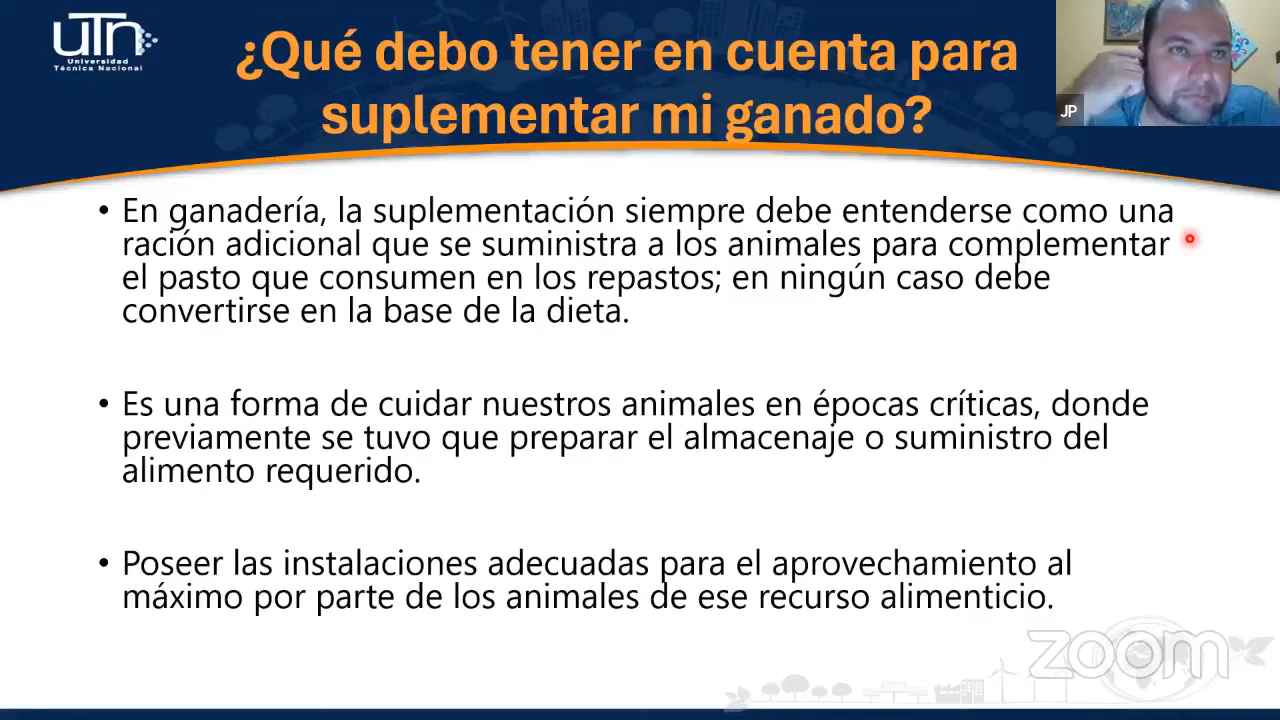 utn
Universidad
Técnica Nacional
¿Qué debo tener en cuenta para
suplementar mi ganado?
JP
• En ganadería, la suplementación siempre debe entenderse como una
ración adicional que se suministra a los animales para complementar
el pasto que consumen en los repastos; en ningún caso debe
convertirse en la base de la dieta.
• Es una forma de cuidar nuestros animales en épocas críticas, donde
previamente se tuvo que preparar el almacenaje o suministro del
alimento requerido.
• Poseer las instalaciones adecuadas para el aprovechamiento al
máximo por parte de los animales de ese recurso alimenticio.
zoom